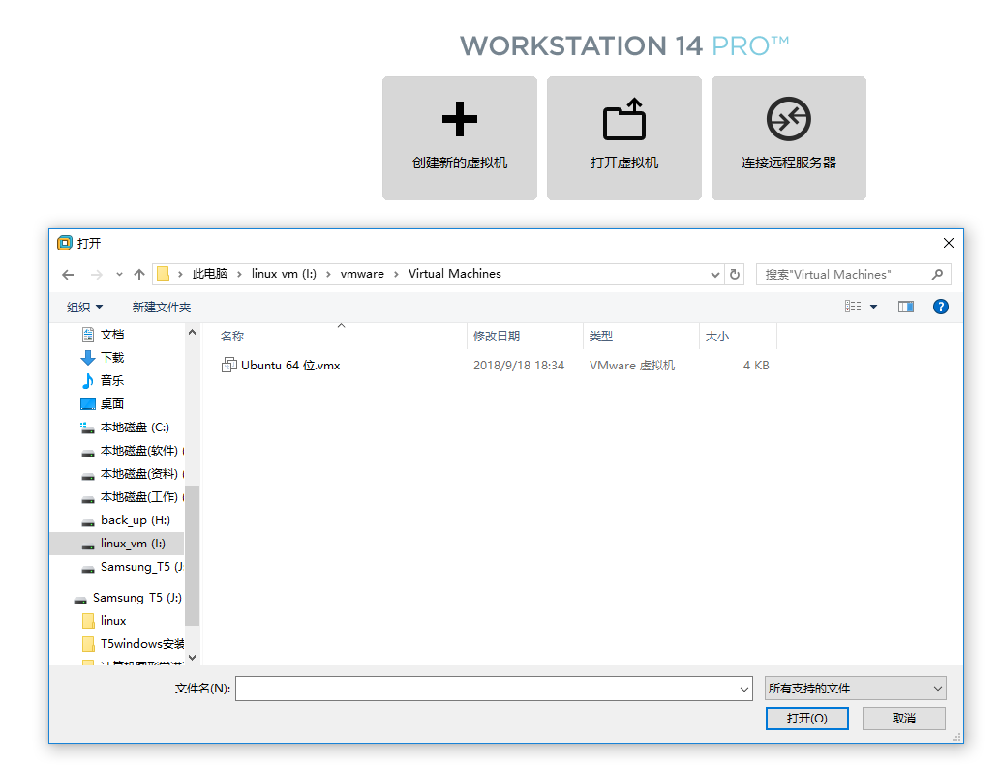 WORKSTATION 14 PRO™
创建新的虚拟机
打开虚拟机
连接远程服务器
打开
此电脑 › linux_vm (I:) › vmware › Virtual Machines
搜索"Virtual Machines"
组织
新建文件夹
?
名称
修改日期
类型
大小
Ubuntu 64 位.vmx
2018/9/18 18:34
VMware 虚拟机
4 KB
文档
下载
音乐
桌面
本地磁盘 (C:)
本地磁盘(软件) (
本地磁盘(资料) (
本地磁盘(工作) (
back_up (H:)
linux_vm (I:)
Samsung_T5 (J:
Samsung_T5 (J:)
linux
T5windows安装
文件名(N):
所有支持的文件
打开(O)
取消